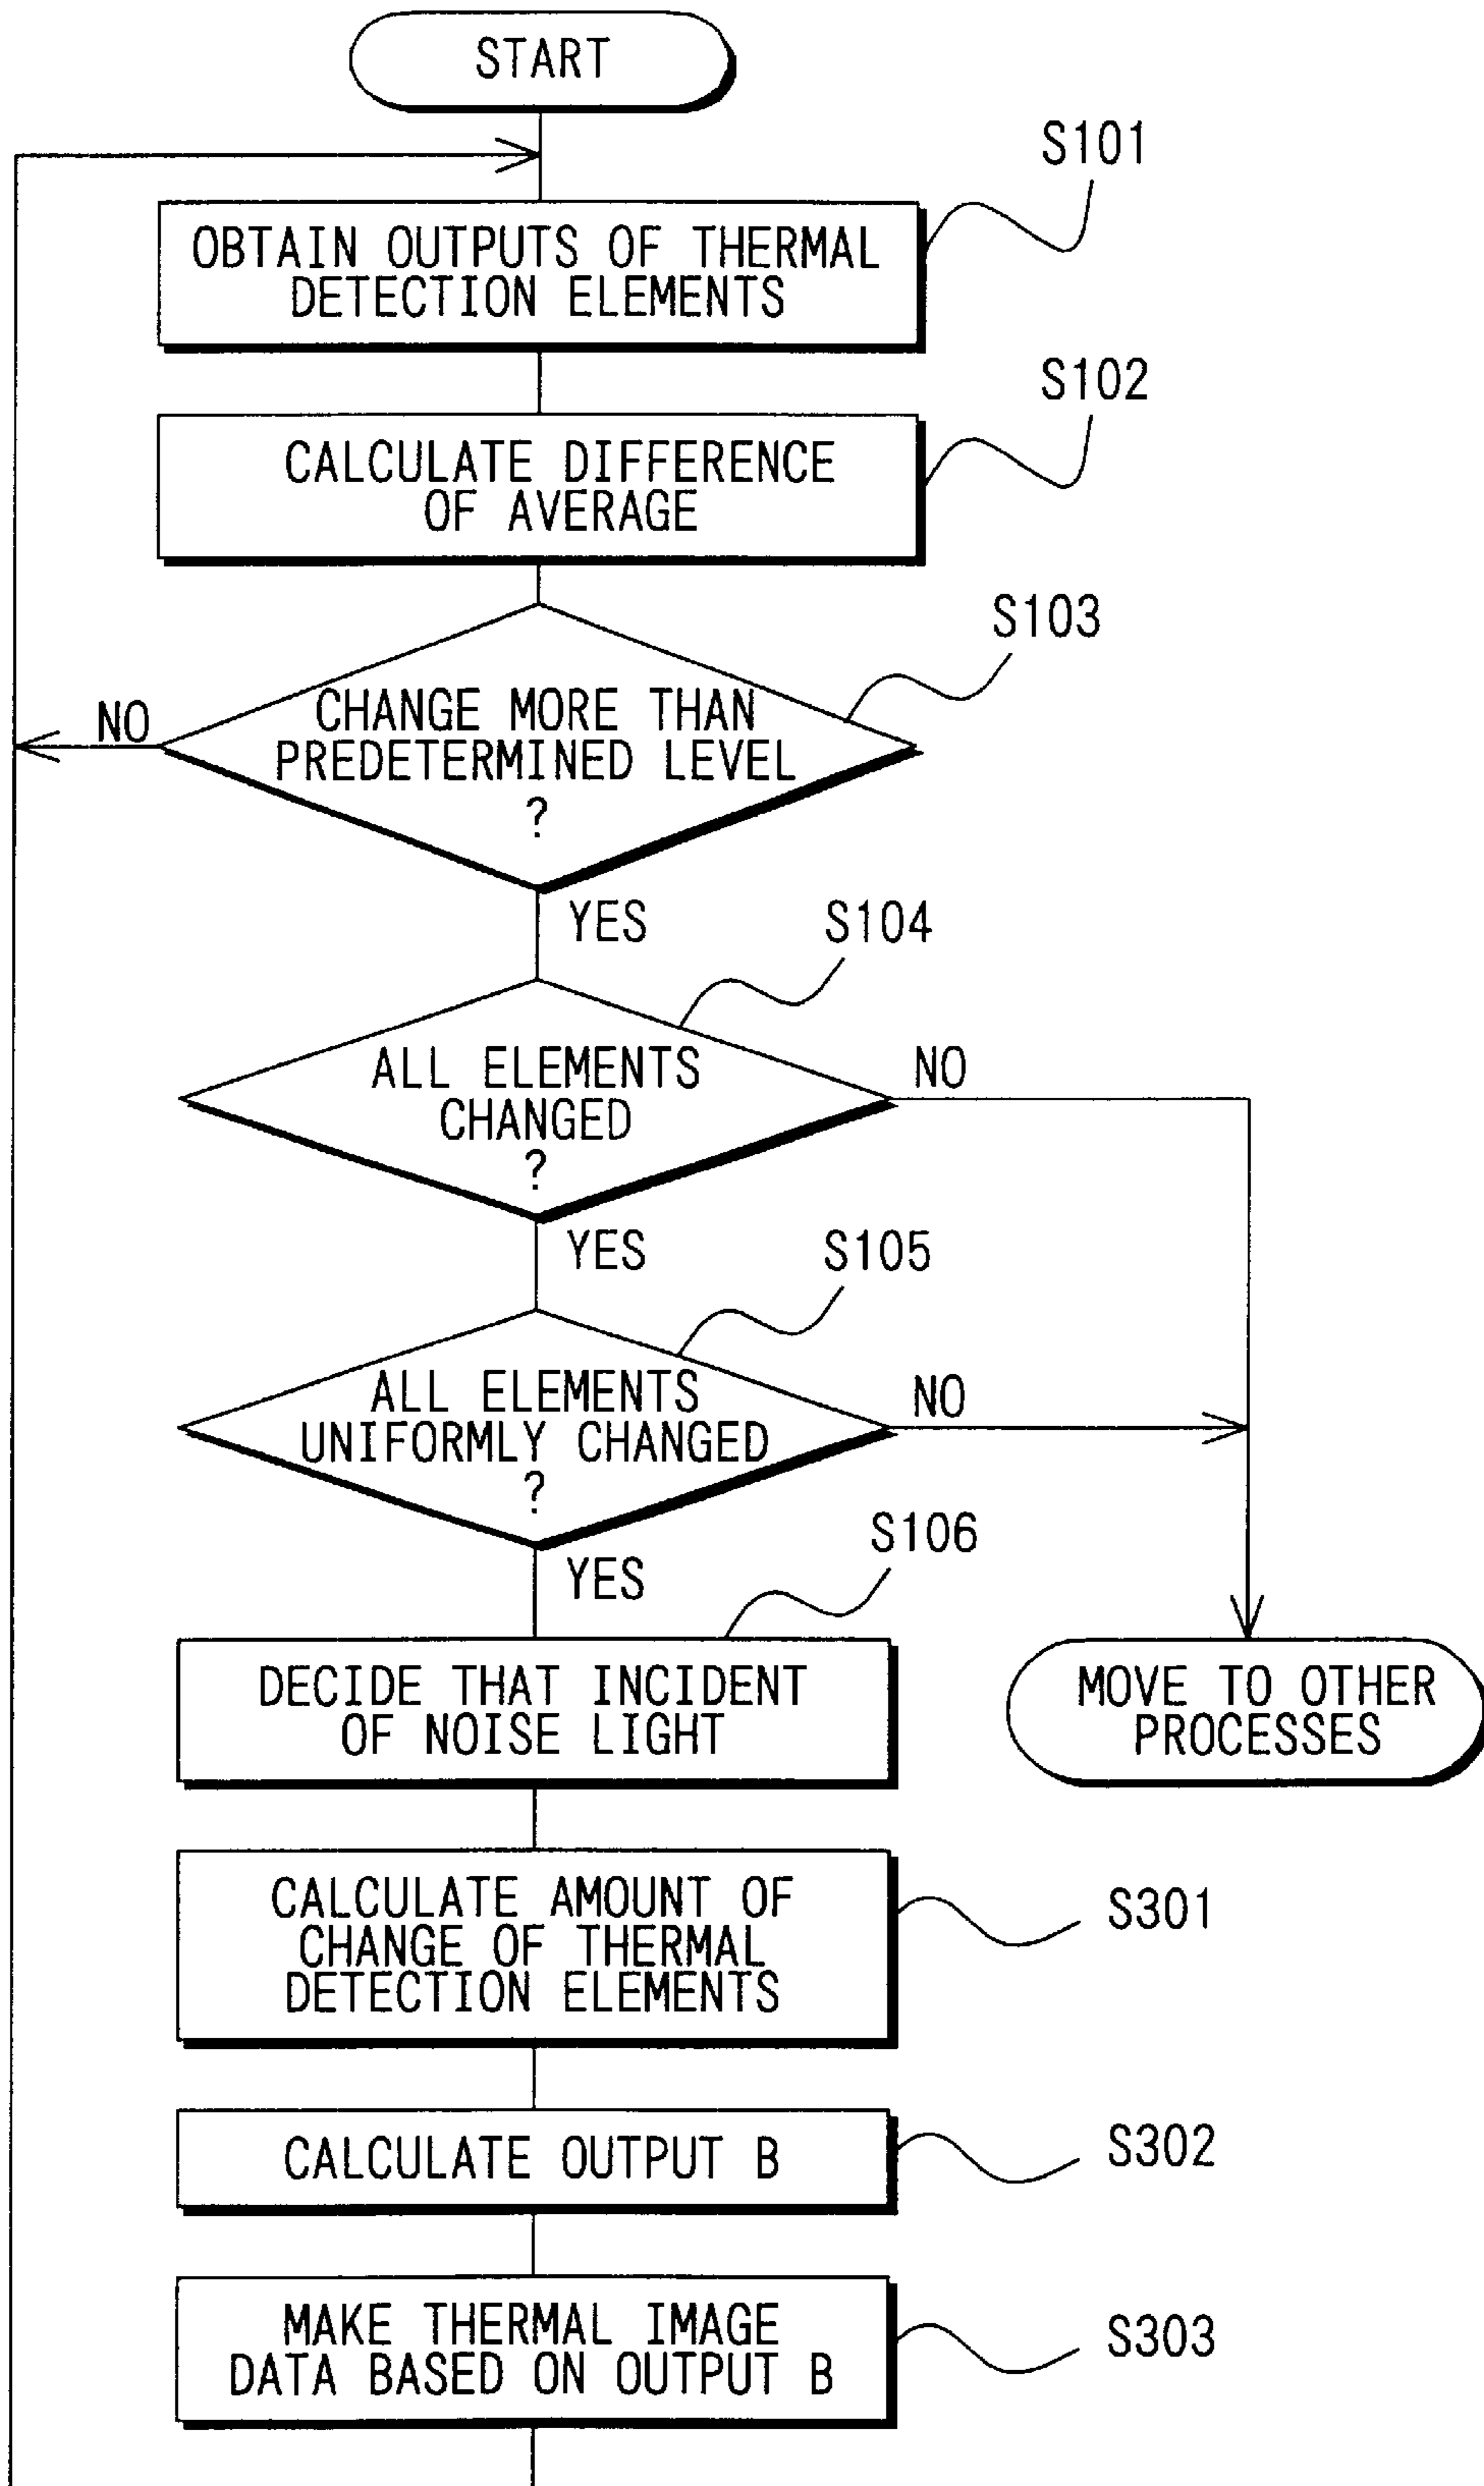 START
S101
OBTAIN OUTPUTS OF THERMAL
DETECTION ELEMENTS
S102
CALCULATE DIFFERENCE
OF AVERAGE
S103
CHANGE MORE THAN
PREDETERMINED LEVEL
?
NO
YES
S104
ALL ELEMENTS
CHANGED
?
NO
YES
S105
ALL ELEMENTS
UNIFORMLY CHANGED
?
NO
YES
S106
DECIDE THAT INCIDENT
OF NOISE LIGHT
MOVE TO OTHER
PROCESSES
CALCULATE AMOUNT OF
CHANGE OF THERMAL
DETECTION ELEMENTS
S301
CALCULATE OUTPUT B
S302
MAKE THERMAL IMAGE
DATA BASED ON OUTPUT B
S303